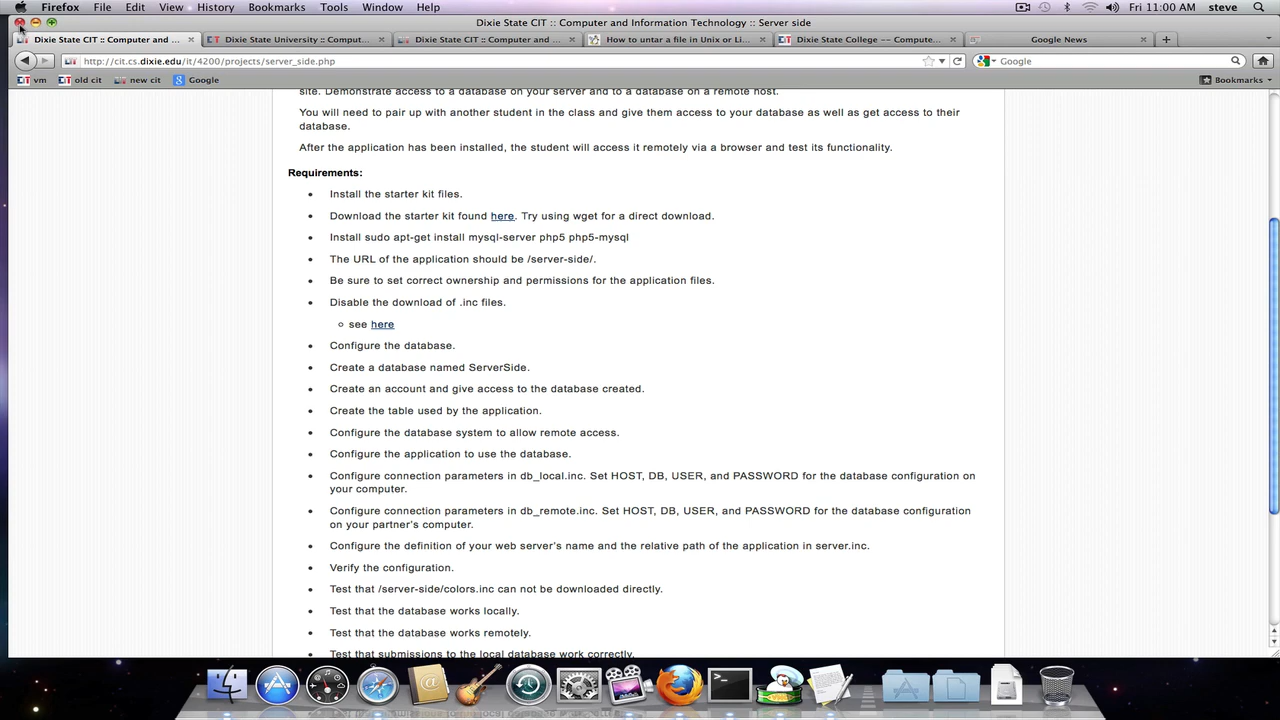 Firefox File Edit View History Bookmarks Tools Window Help Fri 11:00 AM steve
Dixie State CIT :: Computer and Information Technology :: Server side
Dixie State CIT :: Computer and ... Dixie State University :: Comput... Dixie State CIT :: Computer and ... How to untar a file in Unix or Li... Dixie State College -- Compute... Google News
http://cit.cs.dixie.edu/it/4200/projects/server_side.php Google
vm old cit new cit Google Bookmarks
site. Demonstrate access to a database on your server and to a database on a remote host.
You will need to pair up with another student in the class and give them access to your database as well as get access to their
database.
After the application has been installed, the student will access it remotely via a browser and test its functionality.
Requirements:
• Install the starter kit files.
• Download the starter kit found here. Try using wget for a direct download.
• Install sudo apt-get install mysql-server php5 php5-mysql
• The URL of the application should be /server-side/.
• Be sure to set correct ownership and permissions for the application files.
• Disable the download of .inc files.
see here
• Configure the database.
• Create a database named ServerSide.
• Create an account and give access to the database created.
• Create the table used by the application.
• Configure the database system to allow remote access.
• Configure the application to use the database.
• Configure connection parameters in db_local.inc. Set HOST, DB, USER, and PASSWORD for the database configuration on
your computer.
• Configure connection parameters in db_remote.inc. Set HOST, DB, USER, and PASSWORD for the database configuration
on your partner's computer.
• Configure the definition of your web server's name and the relative path of the application in server.inc.
• Verify the configuration.
• Test that /server-side/colors.inc can not be downloaded directly.
• Test that the database works locally.
• Test that the database works remotely.
• Test that submissions to the local database work correctly.